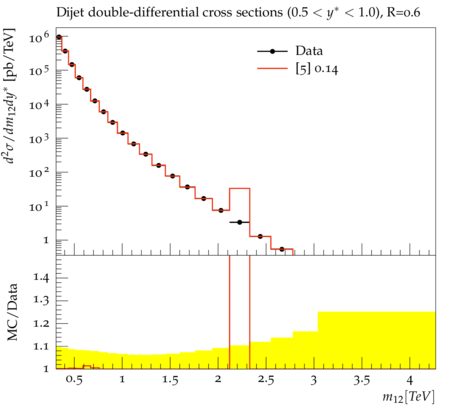 Dijet double-differential cross sections (0.5 < y* < 1.0), R=0.6
d²σ/dm₁₂dy* [pb/TeV]
10⁶
10⁵
10⁴
10³
10²
10¹
1
Data
[5] 0.14
MC/Data
1.4
1.3
1.2
1.1
1
0.5 1 1.5 2 2.5 3 3.5 4
m₁₂[TeV]